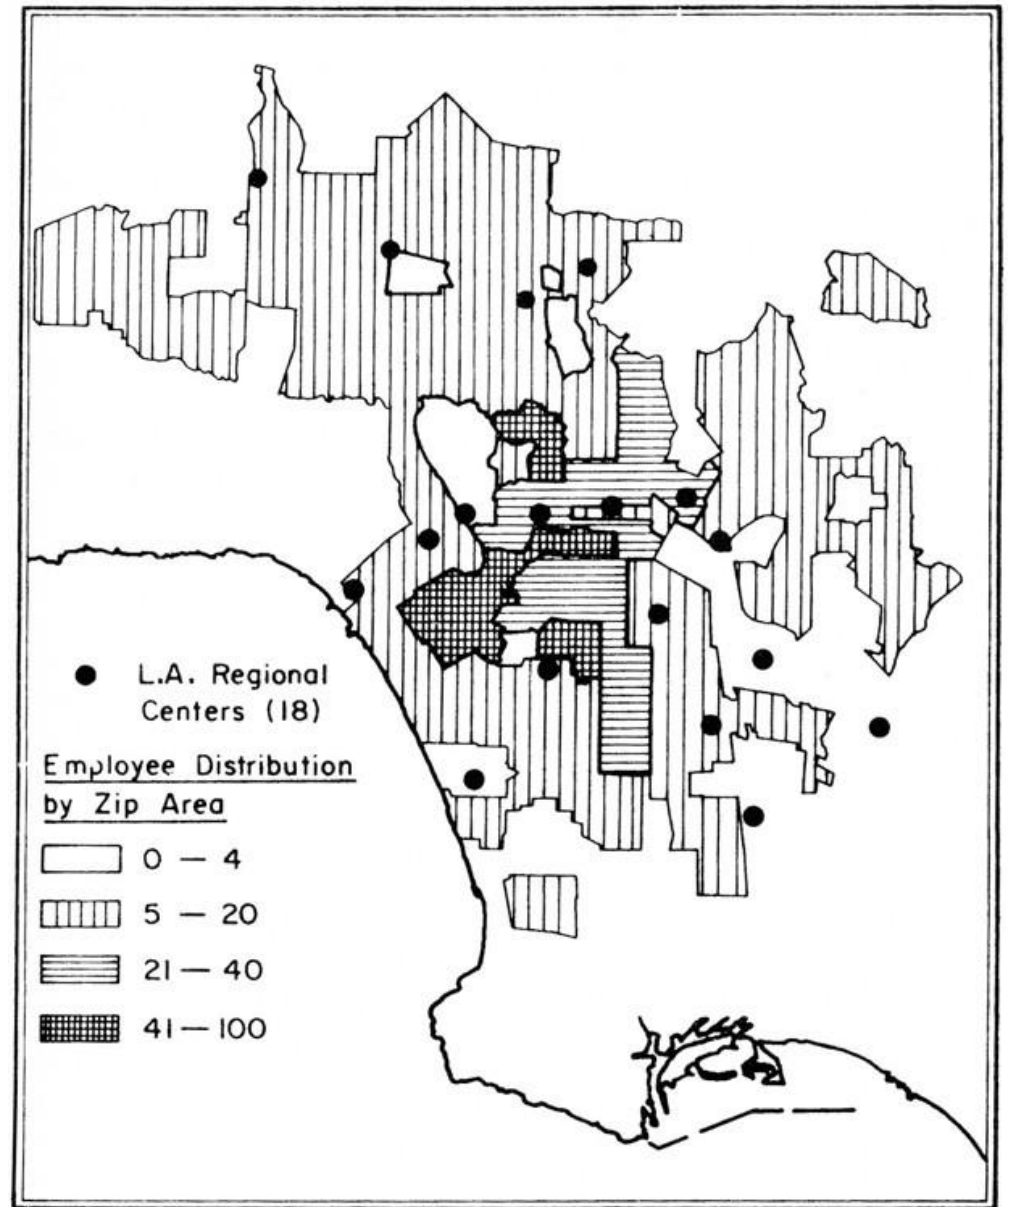 L.A. Regional
Centers (18)
Employee Distribution
by Zip Area
0 – 4
5 – 20
21 – 40
41 – 100